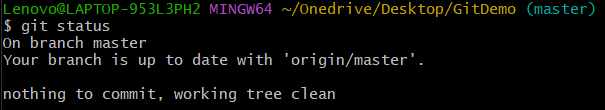 Lenovo@LAPTOP-953L3PH2 MINGW64 ~/Onedrive/Desktop/GitDemo (master)
$ git status
On branch master
Your branch is up to date with 'origin/master'.
nothing to commit, working tree clean